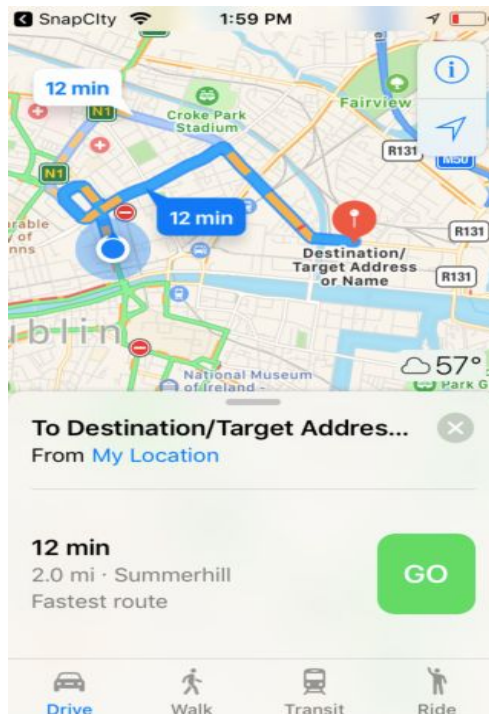 SnapCIty
1:59 PM
12 min
N1
Croke Park
Stadium
Fairview
R131
M50
N1
12 min
R131
Destination/
Target Address
or Name
R131
blin
National Museum
of Ireland -
57°
Park G
To Destination/Target Addres...
From My Location
12 min
2.0 mi · Summerhill
Fastest route
GO
Drive
Walk
Transit
Ride